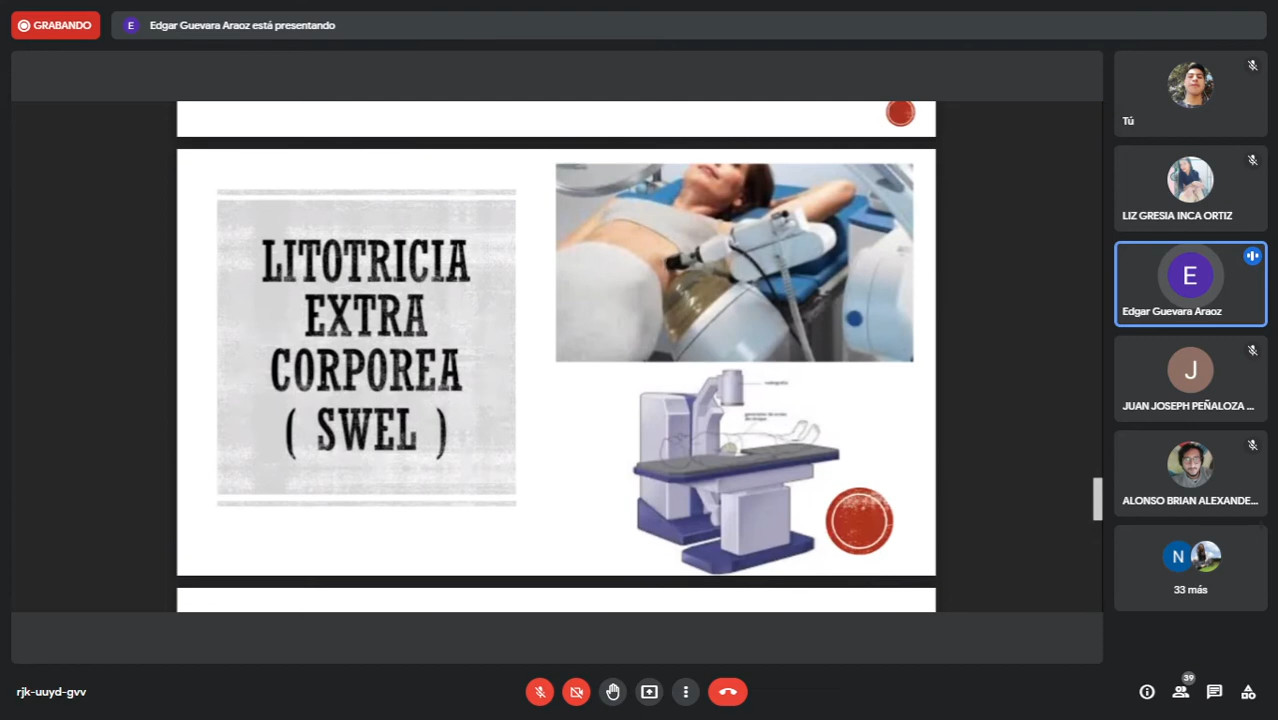 GRABANDO
E
Edgar Guevara Araoz está presentando
LITOTRICIA
EXTRA
CORPOREA
( SWEL )
Tú
LIZ GRESIA INCA ORTIZ
E
Edgar Guevara Araoz
J
JUAN JOSEPH PEÑALOZA ...
ALONSO BRIAN ALEXANDE...
N
33 más
rjk-uuyd-gvv
39